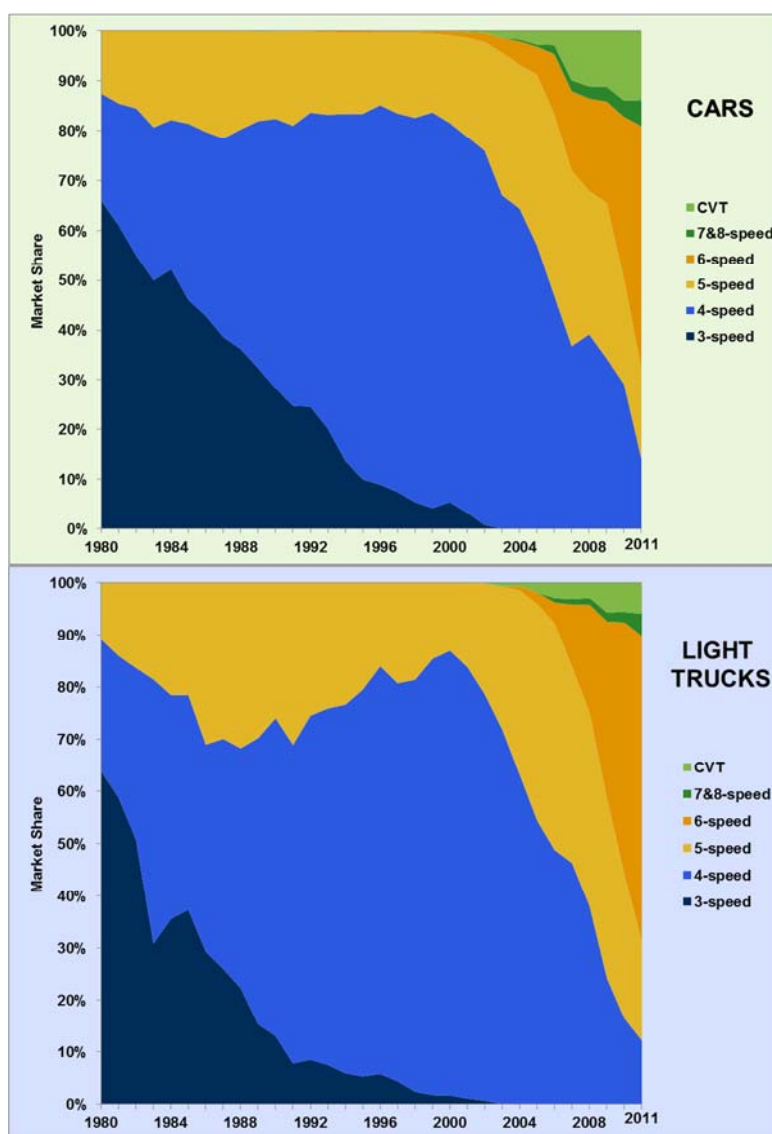 100%
90%
80%
70%
60%
50%
40%
30%
20%
10%
0%
Market Share
1980 1984 1988 1992 1996 2000 2004 2008 2011
CARS
CVT
7&8-speed
6-speed
5-speed
4-speed
3-speed
100%
90%
80%
70%
60%
50%
40%
30%
20%
10%
0%
Market Share
1980 1984 1988 1992 1996 2000 2004 2008 2011
LIGHT
TRUCKS
CVT
7&8-speed
6-speed
5-speed
4-speed
3-speed